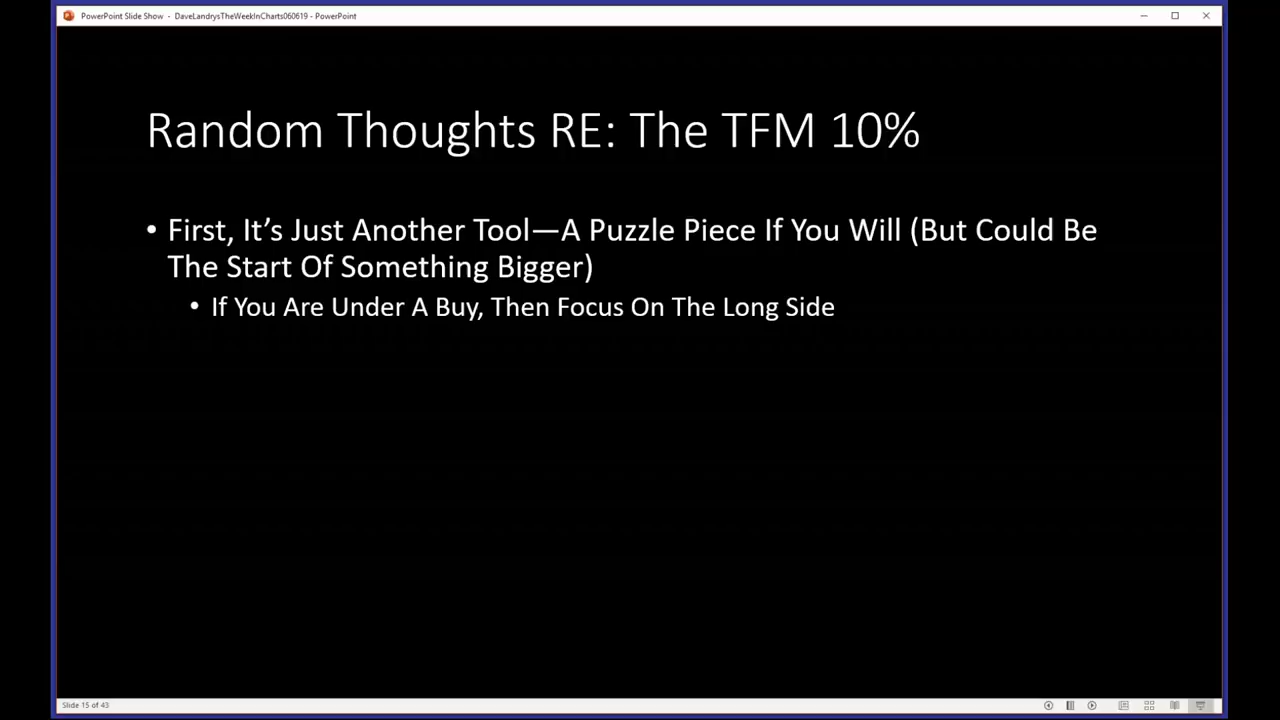 PowerPoint Slide Show - DaveLandrysTheWeekInCharts060619 - PowerPoint
Random Thoughts RE: The TFM 10%
• First, It’s Just Another Tool—A Puzzle Piece If You Will (But Could Be
The Start Of Something Bigger)
• If You Are Under A Buy, Then Focus On The Long Side
Slide 15 of 43